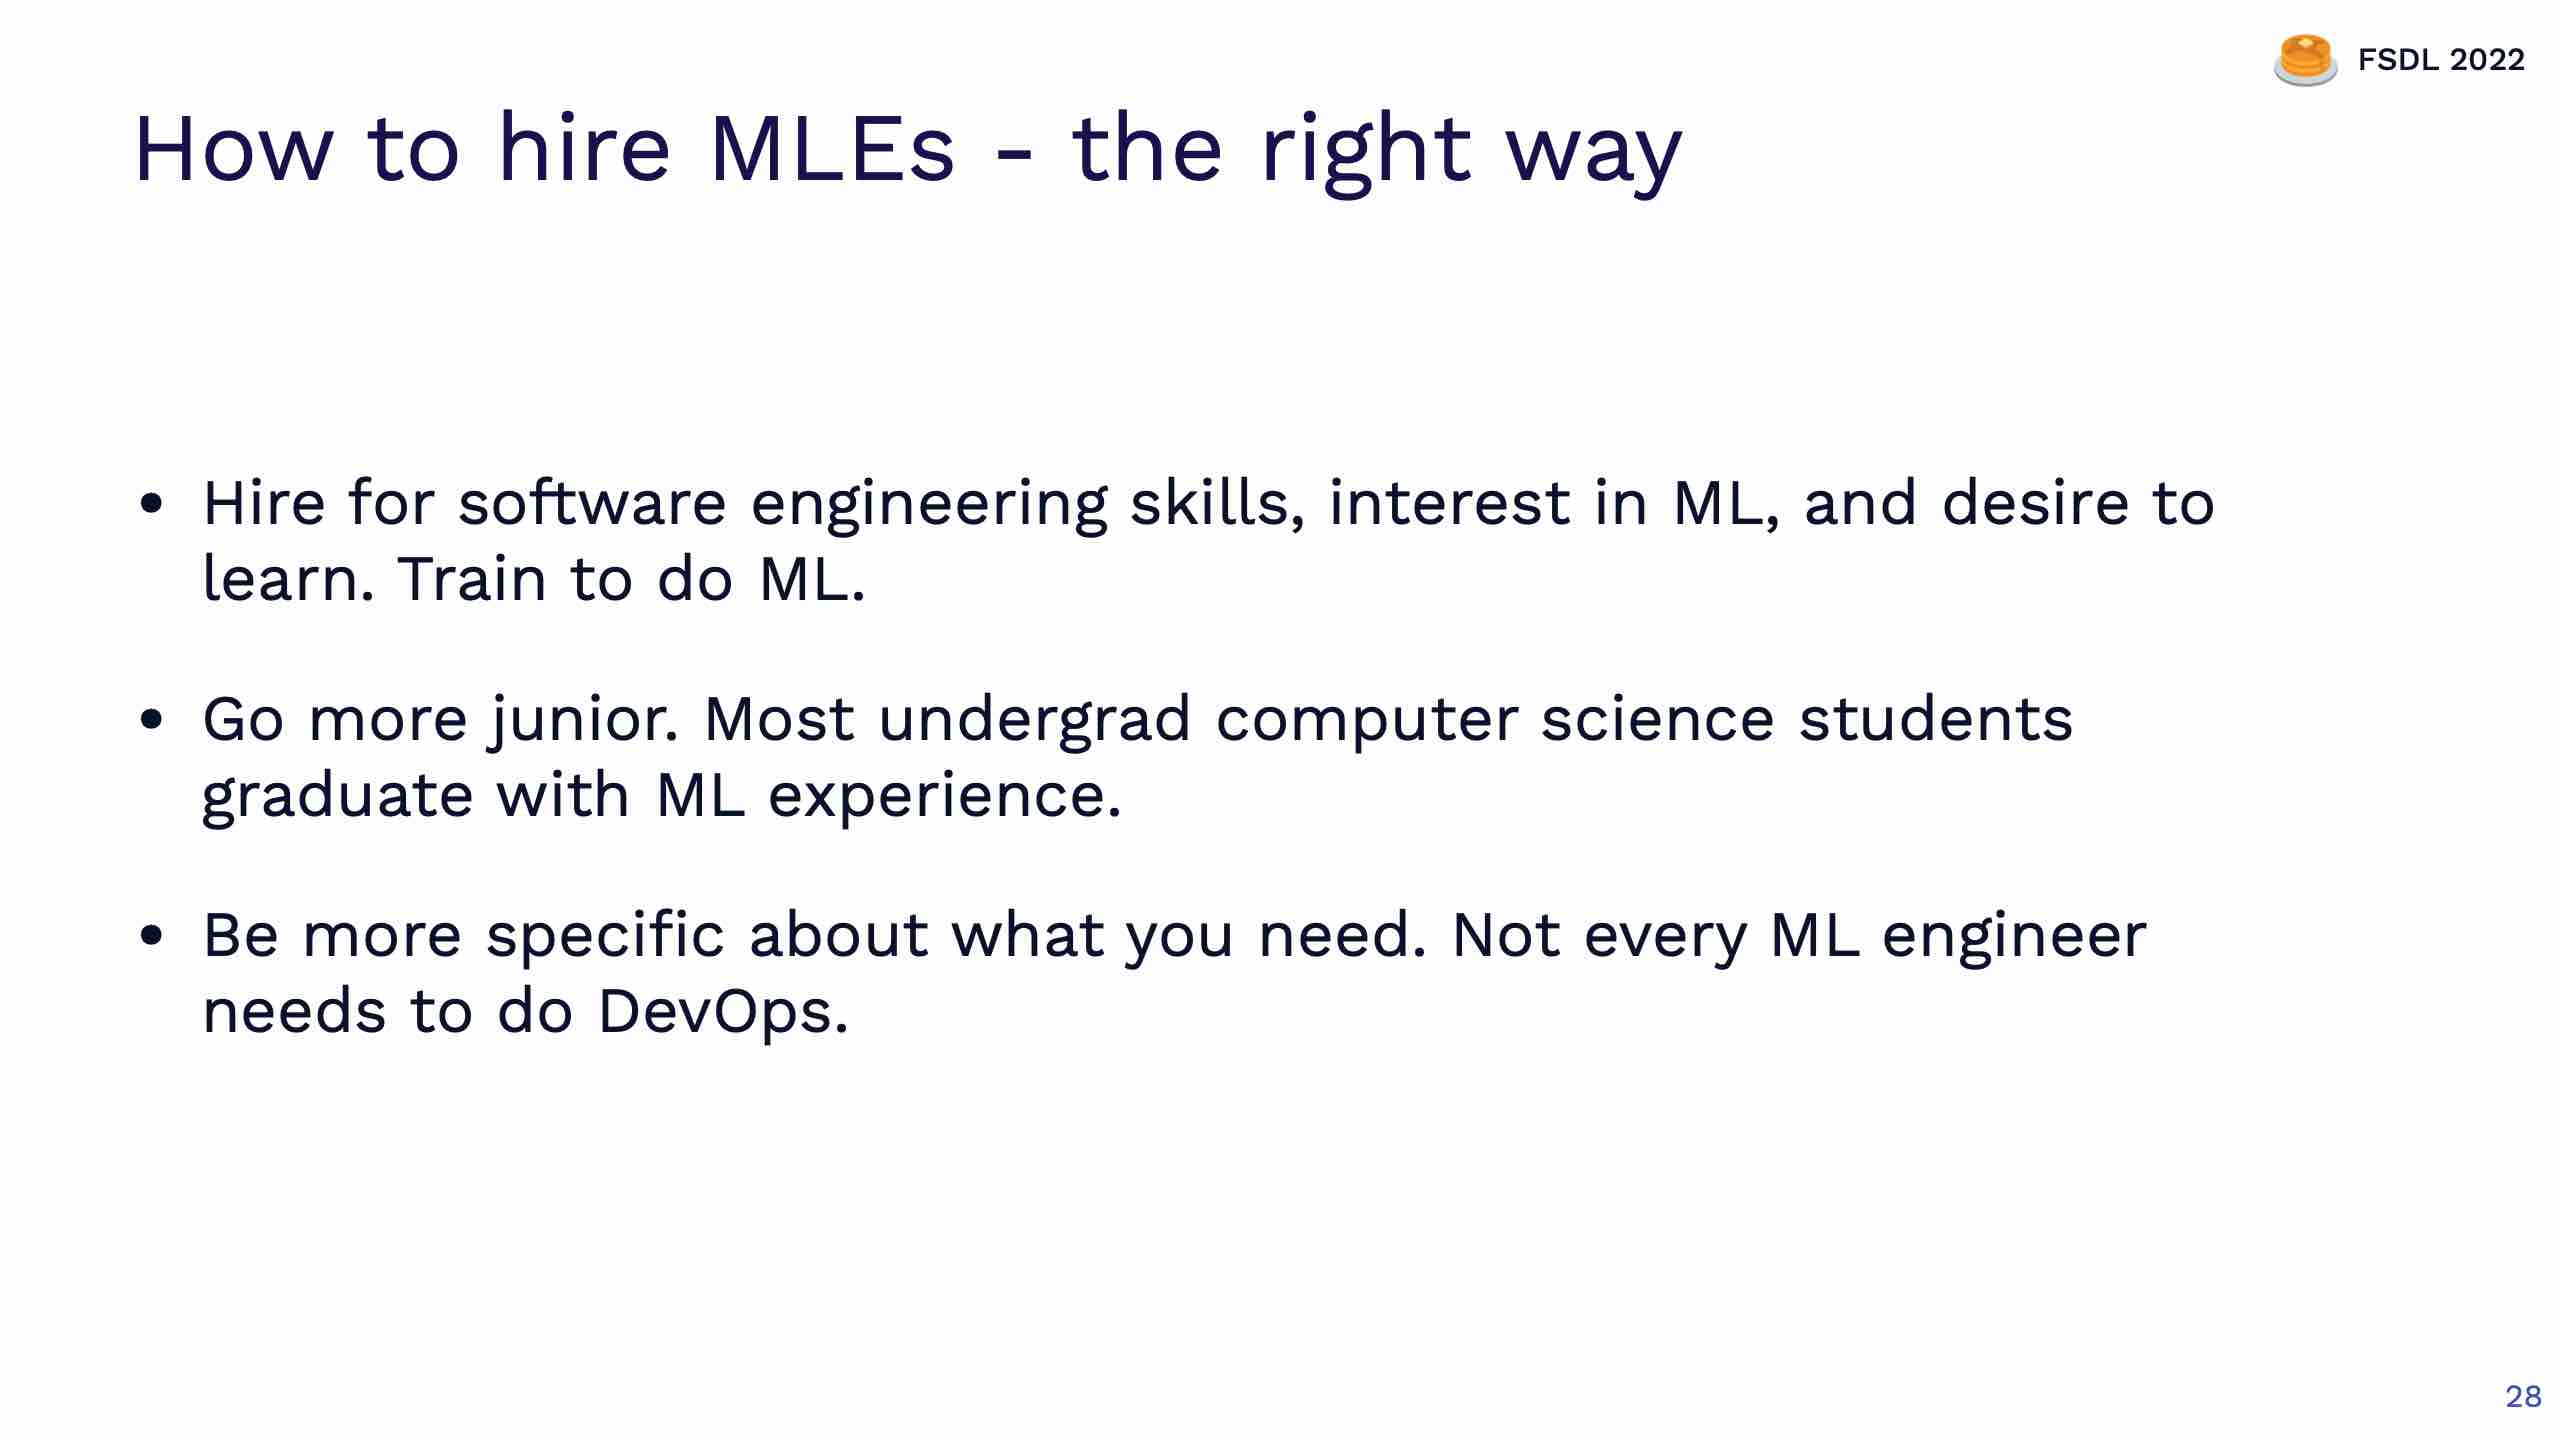 FSDL 2022
How to hire MLEs - the right way
• Hire for software engineering skills, interest in ML, and desire to
learn. Train to do ML.
• Go more junior. Most undergrad computer science students
graduate with ML experience.
• Be more specific about what you need. Not every ML engineer
needs to do DevOps.
28